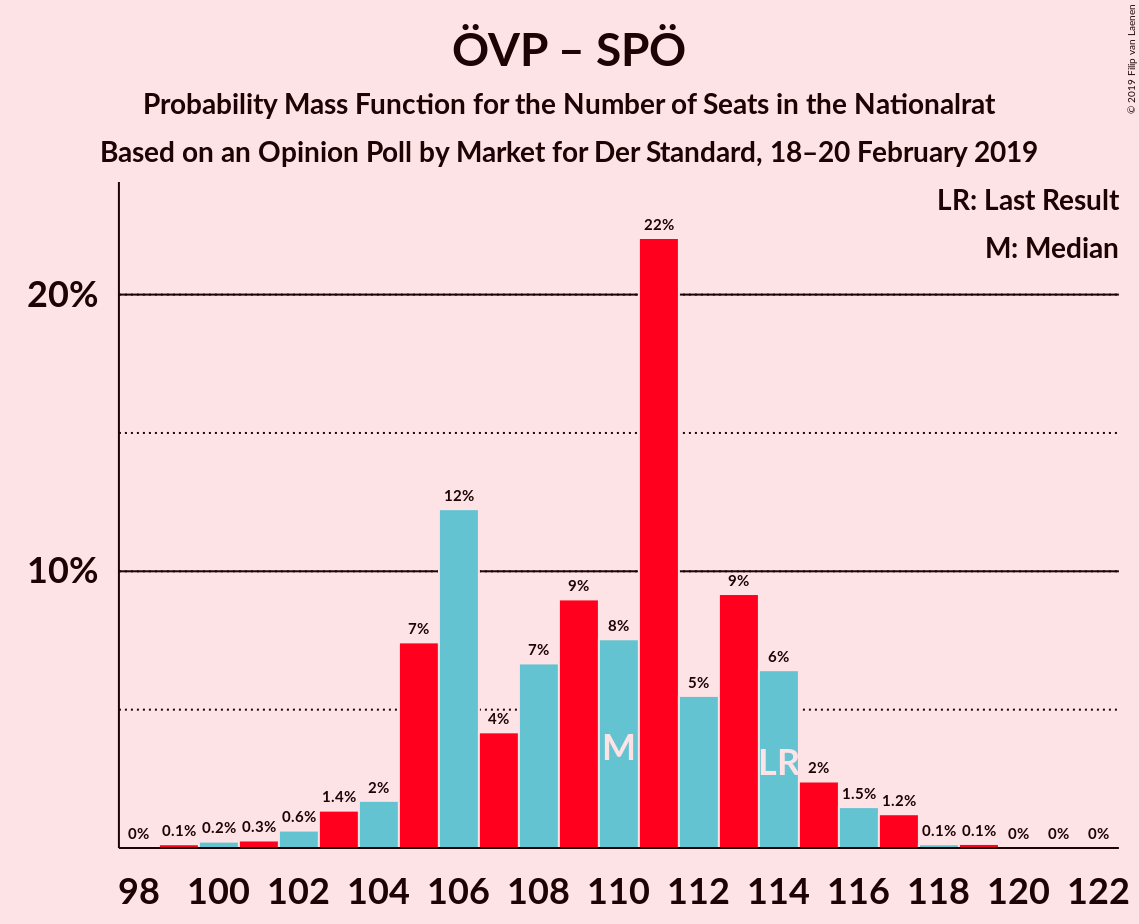 ÖVP – SPÖ
Probability Mass Function for the Number of Seats in the Nationalrat
Based on an Opinion Poll by Market for Der Standard, 18–20 February 2019
© 2019 Filip van Laenen
LR: Last Result
M: Median
20%
10%
0% 0.1% 0.2% 0.3% 0.6% 1.4% 2% 7% 12% 4% 7% 9% 8% 22% 5% 9% 6% 2% 1.5% 1.2% 0.1% 0.1% 0% 0% 0%
M
LR
98 100 102 104 106 108 110 112 114 116 118 120 122